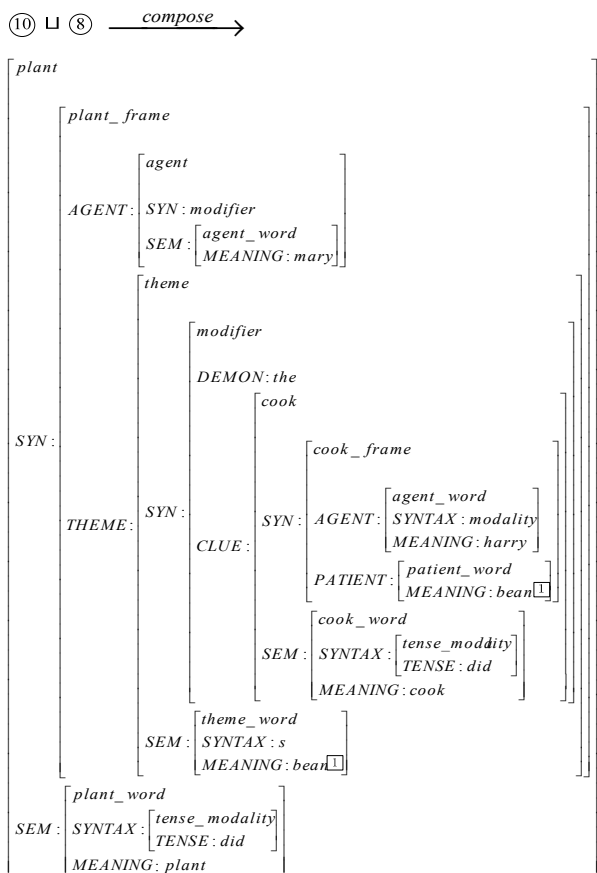 ⑩ ⊔ ⑧ compose
plant
plant_frame
agent
AGENT: SYN: modifier
SEM: agent_word
MEANING: mary
theme
modifier
DEMON: the
cook
cook_frame
agent_word
SYN: THEME: SYN: CLUE: SYN: AGENT: SYNTAX: modality
MEANING: harry
PATIENT: patient_word
MEANING: bean 1
cook_word
SEM: SYNTAX: tense_modality
TENSE: did
MEANING: cook
theme_word
SEM: SYNTAX: s
MEANING: bean 1
plant_word
SEM: SYNTAX: tense_modality
TENSE: did
MEANING: plant